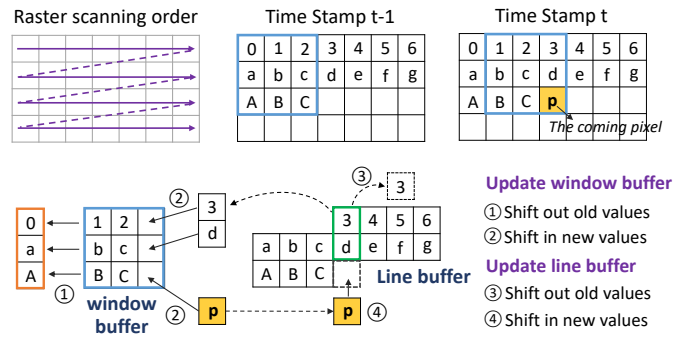 Raster scanning order
Time Stamp t-1
Time Stamp t
0 1 2 3 4 5 6
a b c d e f g
A B C
0 1 2 3 4 5 6
a b c d e f g
A B C p
The coming pixel
0
a
A
①
1 2
b c
B C
window
buffer
②
3
d
②
p
③
3
3 4 5 6
a b c d e f g
A B C
Line buffer
p
④
Update window buffer
① Shift out old values
② Shift in new values
Update line buffer
③ Shift out old values
④ Shift in new values